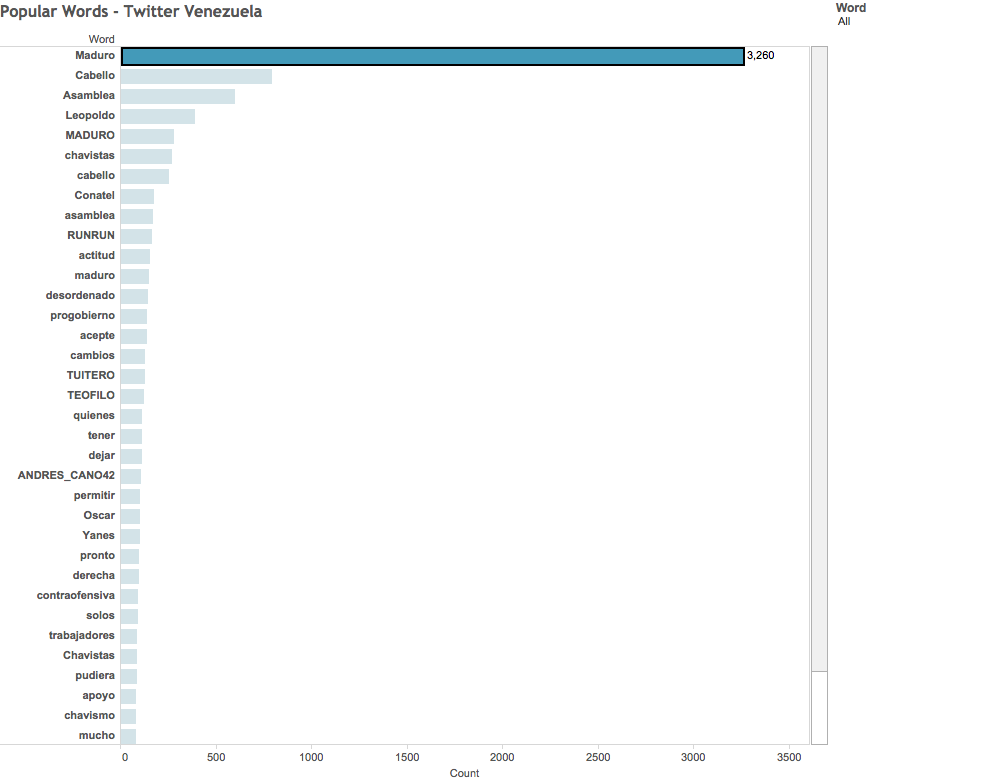 Popular Words - Twitter Venezuela
Word
All
Word
Maduro 3,260
Cabello
Asamblea
Leopoldo
MADURO
chavistas
cabello
Conatel
asamblea
RUNRUN
actitud
maduro
desordenado
progobierno
acepte
cambios
TUITERO
TEOFILO
quienes
tener
dejar
ANDRES_CANO42
permitir
Oscar
Yanes
pronto
derecha
contraofensiva
solos
trabajadores
Chavistas
pudiera
apoyo
chavismo
mucho
0 500 1000 1500 2000 2500 3000 3500
Count